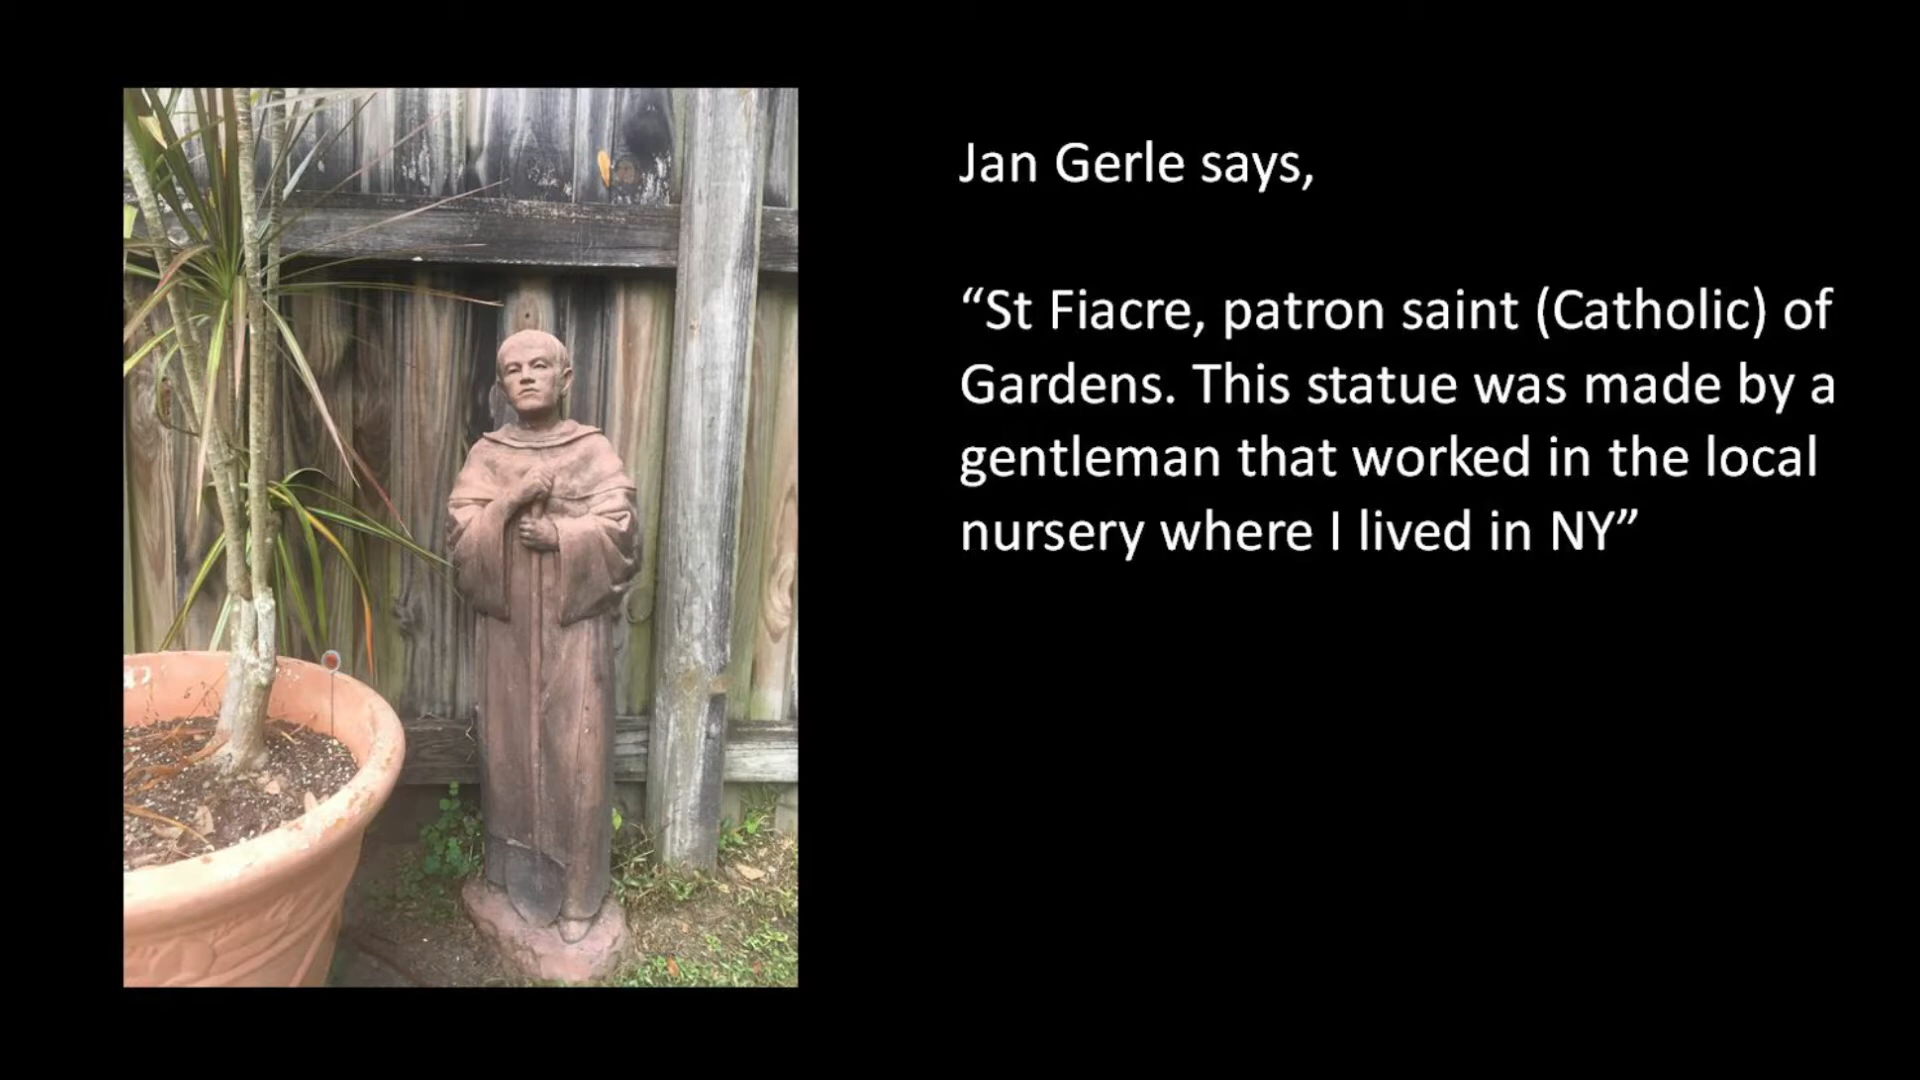 Jan Gerle says,
“St Fiacre, patron saint (Catholic) of
Gardens. This statue was made by a
gentleman that worked in the local
nursery where I lived in NY”